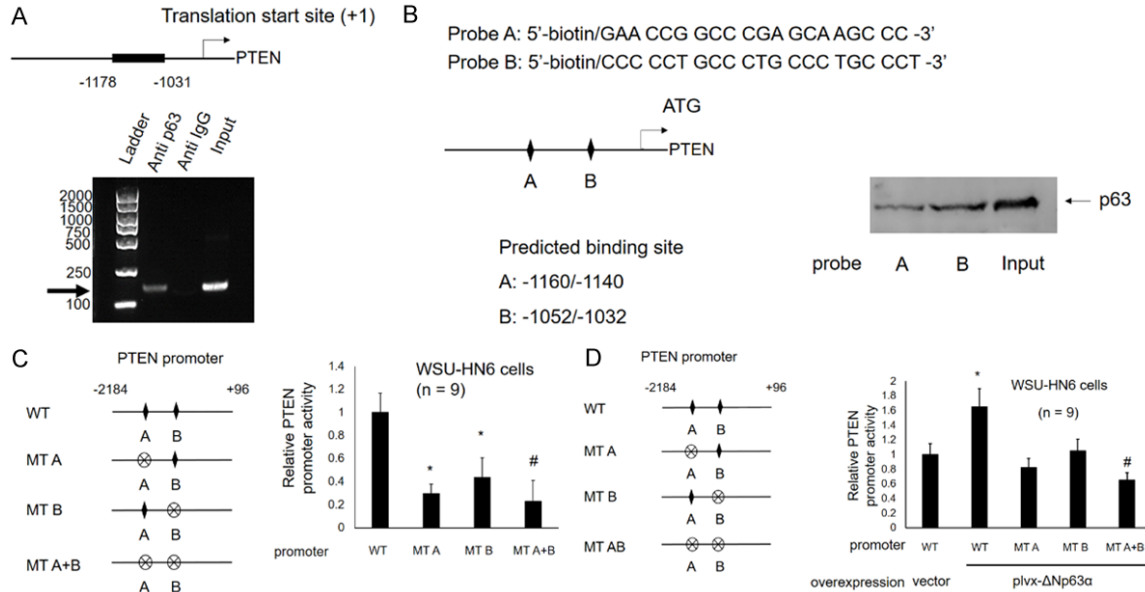 A
Translation start site (+1)
PTEN
-1178
-1031
Ladder
Anti p63
Anti IgG
Input
2000
1500
1000
750
500
250
100
B
Probe A: 5'-biotin/GAA CCG GCC CGA GCA AGC CC -3'
Probe B: 5'-biotin/CCC CCT GCC CTG CCC TGC CCT -3'
ATG
PTEN
A B
Predicted binding site
A: -1160/-1140
B: -1052/-1032
p63
probe A B Input
C
PTEN promoter
-2184 +96
WT
A B
MT A
A B
MT B
A B
MT A+B
A B
Relative PTEN
promoter activity
1.4
1.2
1
0.8
0.6
0.4
0.2
0
WSU-HN6 cells
(n = 9)
* * #
promoter WT MT A MT B MT A+B
D
PTEN promoter
-2184 +96
WT
A B
MT A
A B
MT B
A B
MT AB
A B
Relative PTEN
promoter activity
2
1.8
1.6
1.4
1.2
1
0.8
0.6
0.4
0.2
0
WSU-HN6 cells
(n = 9)
* #
promoter WT WT MT A MT B MT A+B
overexpression vector plvx-ΔNp63α